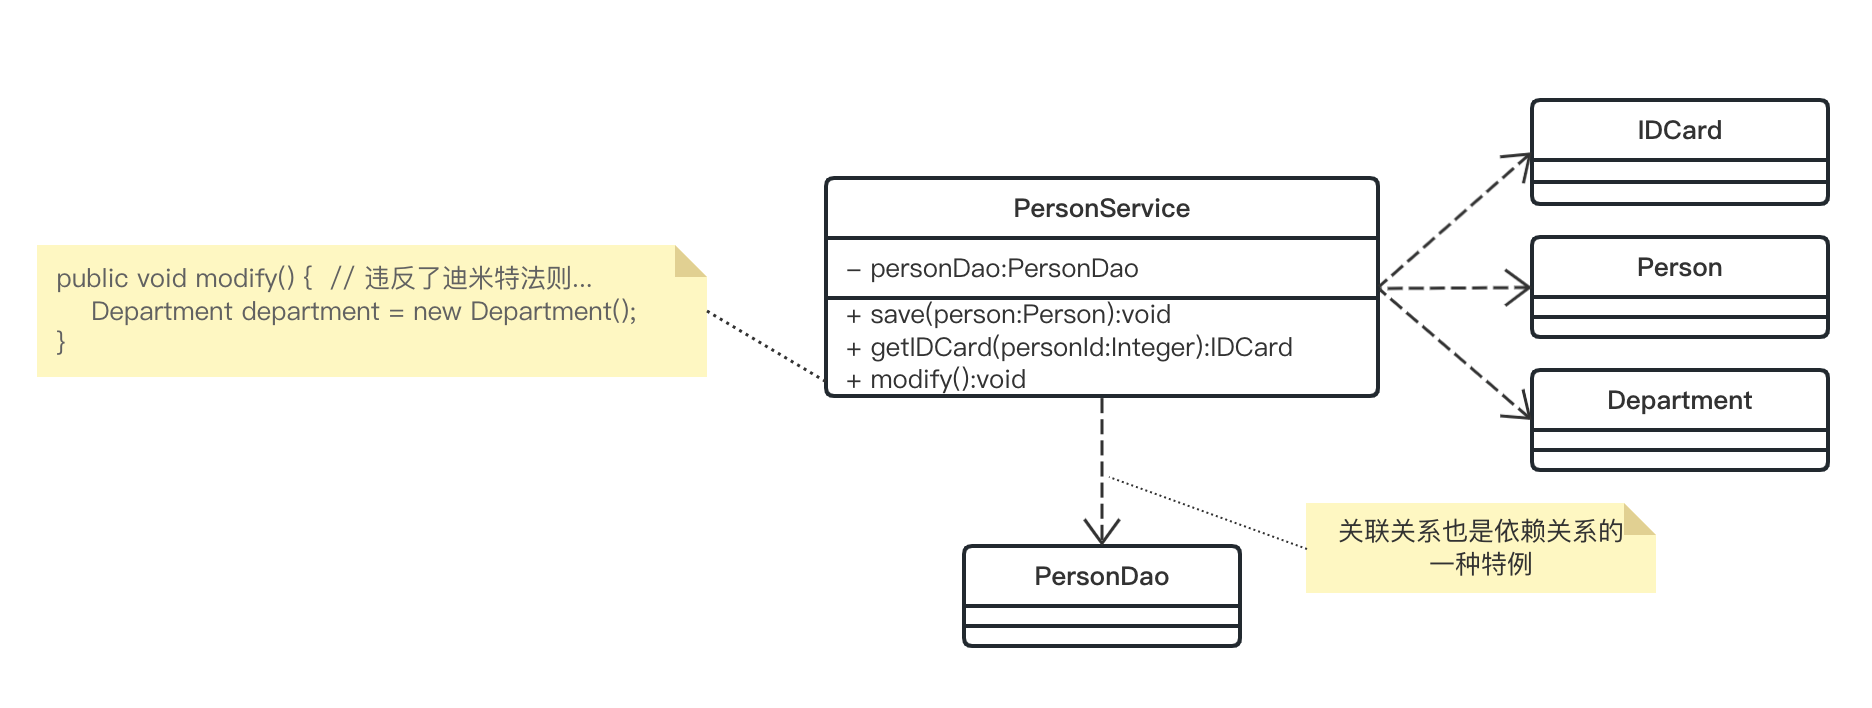 public void modify() {  // 违反了迪米特法则...
Department department = new Department();
}
PersonService
– personDao:PersonDao
+ save(person:Person):void
+ getIDCard(personId:Integer):IDCard
+ modify():void
IDCard
Person
Department
关联关系也是依赖关系的
一种特例
PersonDao